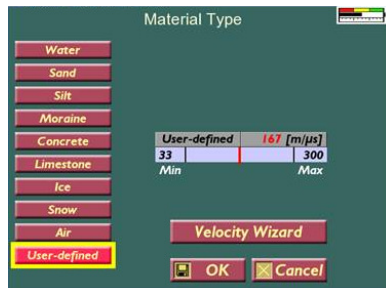 Material Type
Water
Sand
Silt
Moraine
Concrete
Limestone
Ice
Snow
Air
User-defined
User-defined 167 [m/µs]
33 300
Min Max
Velocity Wizard
OK Cancel